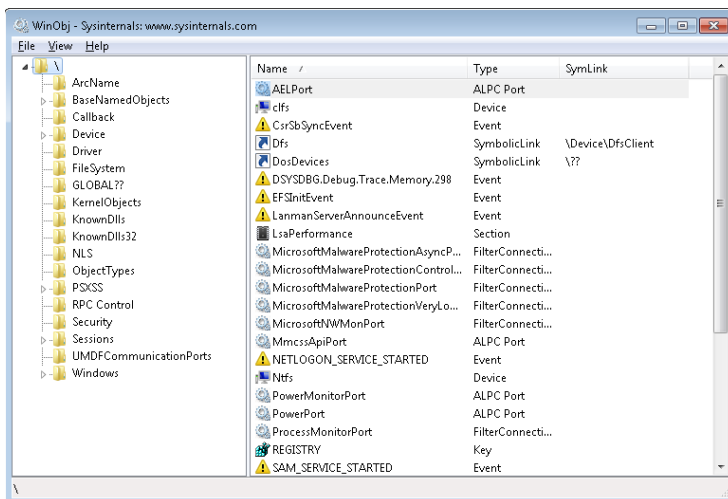 WinObj - Sysinternals: www.sysinternals.com
File View Help
\
ArcName
BaseNamedObjects
Callback
Device
Driver
FileSystem
GLOBAL??
KernelObjects
KnownDlls
KnownDlls32
NLS
ObjectTypes
PSXSS
RPC Control
Security
Sessions
UMDFCommunicationPorts
Windows
Name / Type SymLink
AELPort ALPC Port
clfs Device
CsrSbSyncEvent Event
Dfs SymbolicLink \Device\DfsClient
DosDevices SymbolicLink \??
DSYSDBG.Debug.Trace.Memory.298 Event
EFSInitEvent Event
LanmanServerAnnounceEvent Event
LsaPerformance Section
MicrosoftMalwareProtectionAsyncP... FilterConnecti...
MicrosoftMalwareProtectionControl... FilterConnecti...
MicrosoftMalwareProtectionPort FilterConnecti...
MicrosoftMalwareProtectionVeryLo... FilterConnecti...
MicrosoftNWMonPort FilterConnecti...
MmcssApiPort ALPC Port
NETLOGON_SERVICE_STARTED Event
Ntfs Device
PowerMonitorPort ALPC Port
PowerPort ALPC Port
ProcessMonitorPort FilterConnecti...
REGISTRY Key
SAM_SERVICE_STARTED Event
\